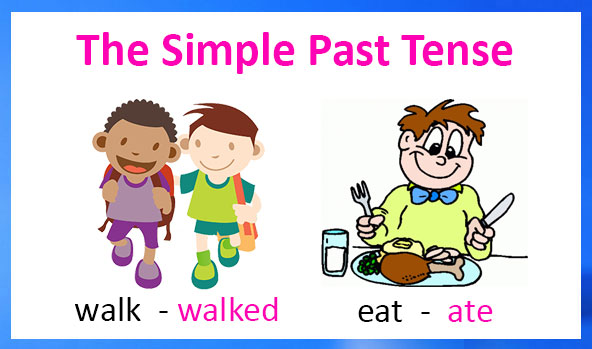 The Simple Past Tense
walk - walked
eat - ate